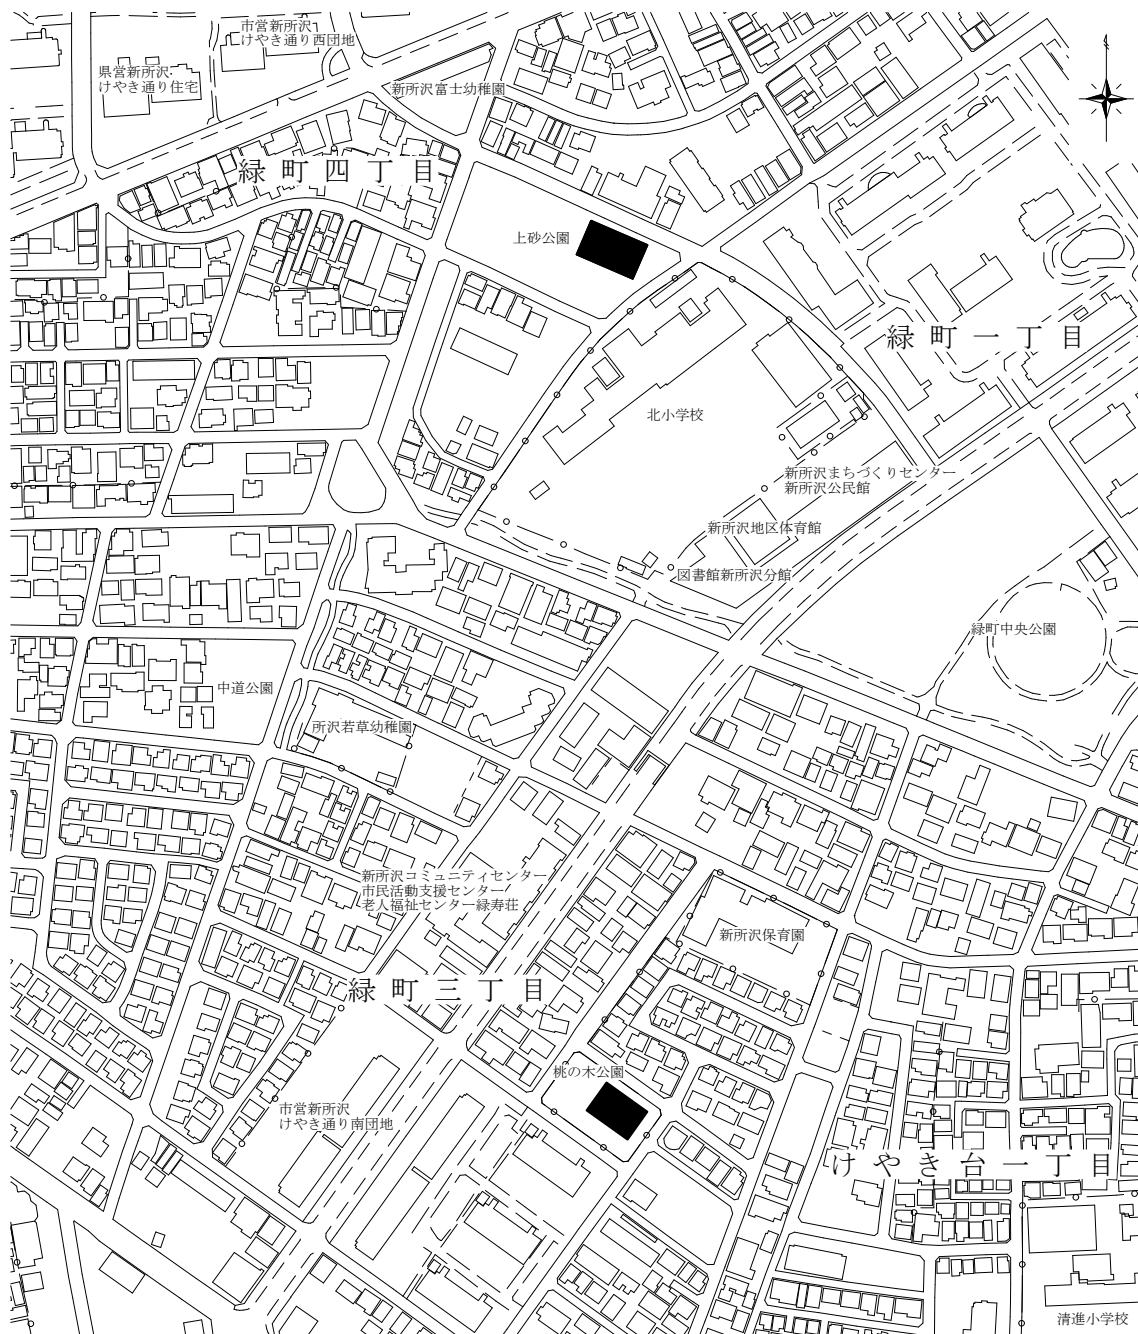 市営新所沢
けやき通り西団地
県営新所沢
けやき通り住宅
新所沢富士幼稚園
緑町四丁目
上砂公園
緑町一丁目
北小学校
新所沢まちづくりセンター
新所沢公民館
新所沢地区体育館
図書館新所沢分館
緑町中央公園
中道公園
所沢若草幼稚園
新所沢コミュニティセンター
市民活動支援センター
老人福祉センター緑寿荘
新所沢保育園
緑町三丁目
桃の木公園
市営新所沢
けやき通り南団地
けやき台一丁目
清進小学校